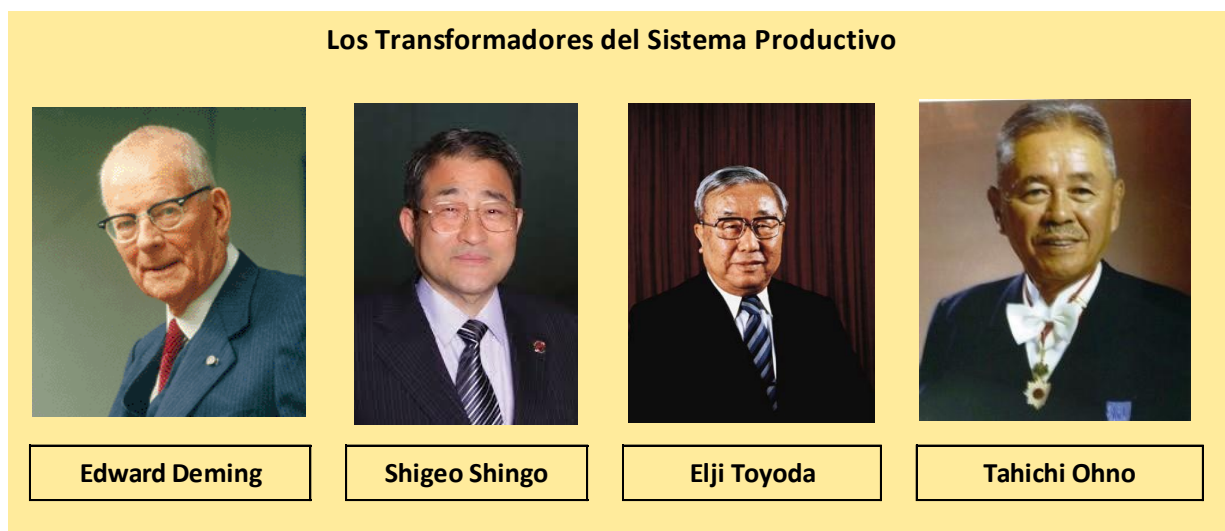 Los Transformadores del Sistema Productivo
Edward Deming
Shigeo Shingo
Elji Toyoda
Tahichi Ohno